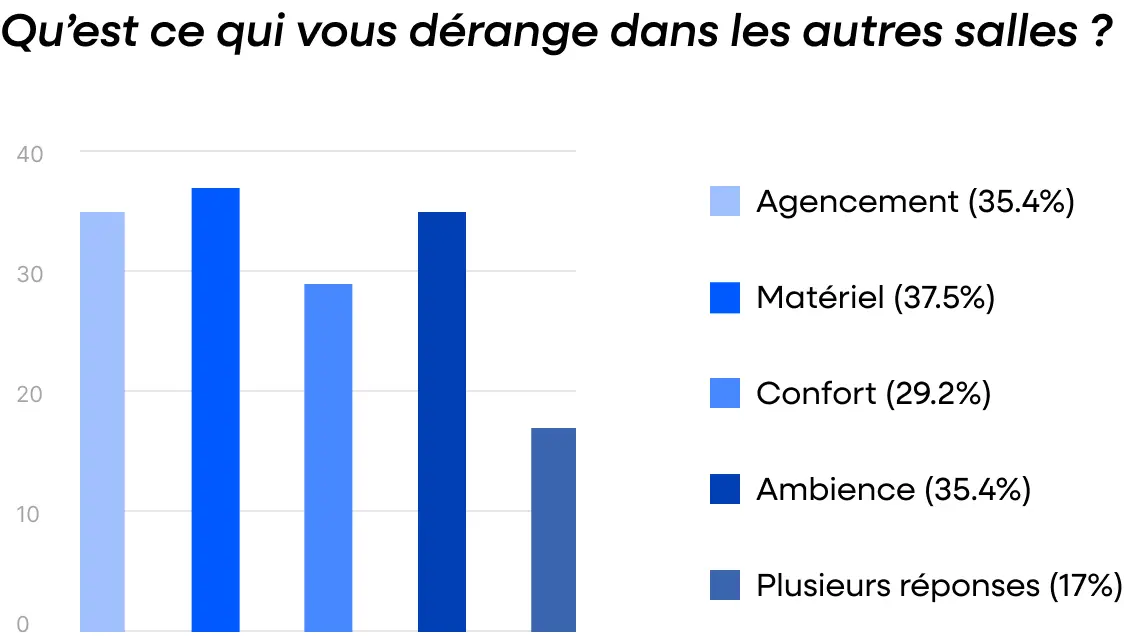 Qu’est ce qui vous dérange dans les autres salles ?
40
30
20
10
0
Agencement (35.4%)
Matériel (37.5%)
Confort (29.2%)
Ambience (35.4%)
Plusieurs réponses (17%)